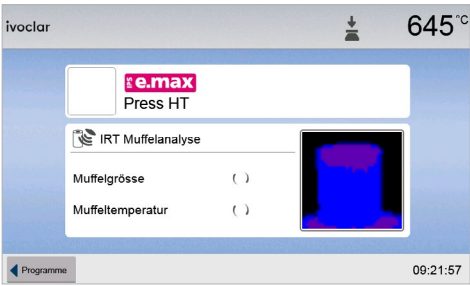 ivoclar
645°C
IPS e.max
Press HT
IRT Muffelanalyse
Muffelgrösse ( )
Muffeltemperatur ( )
Programme
09:21:57